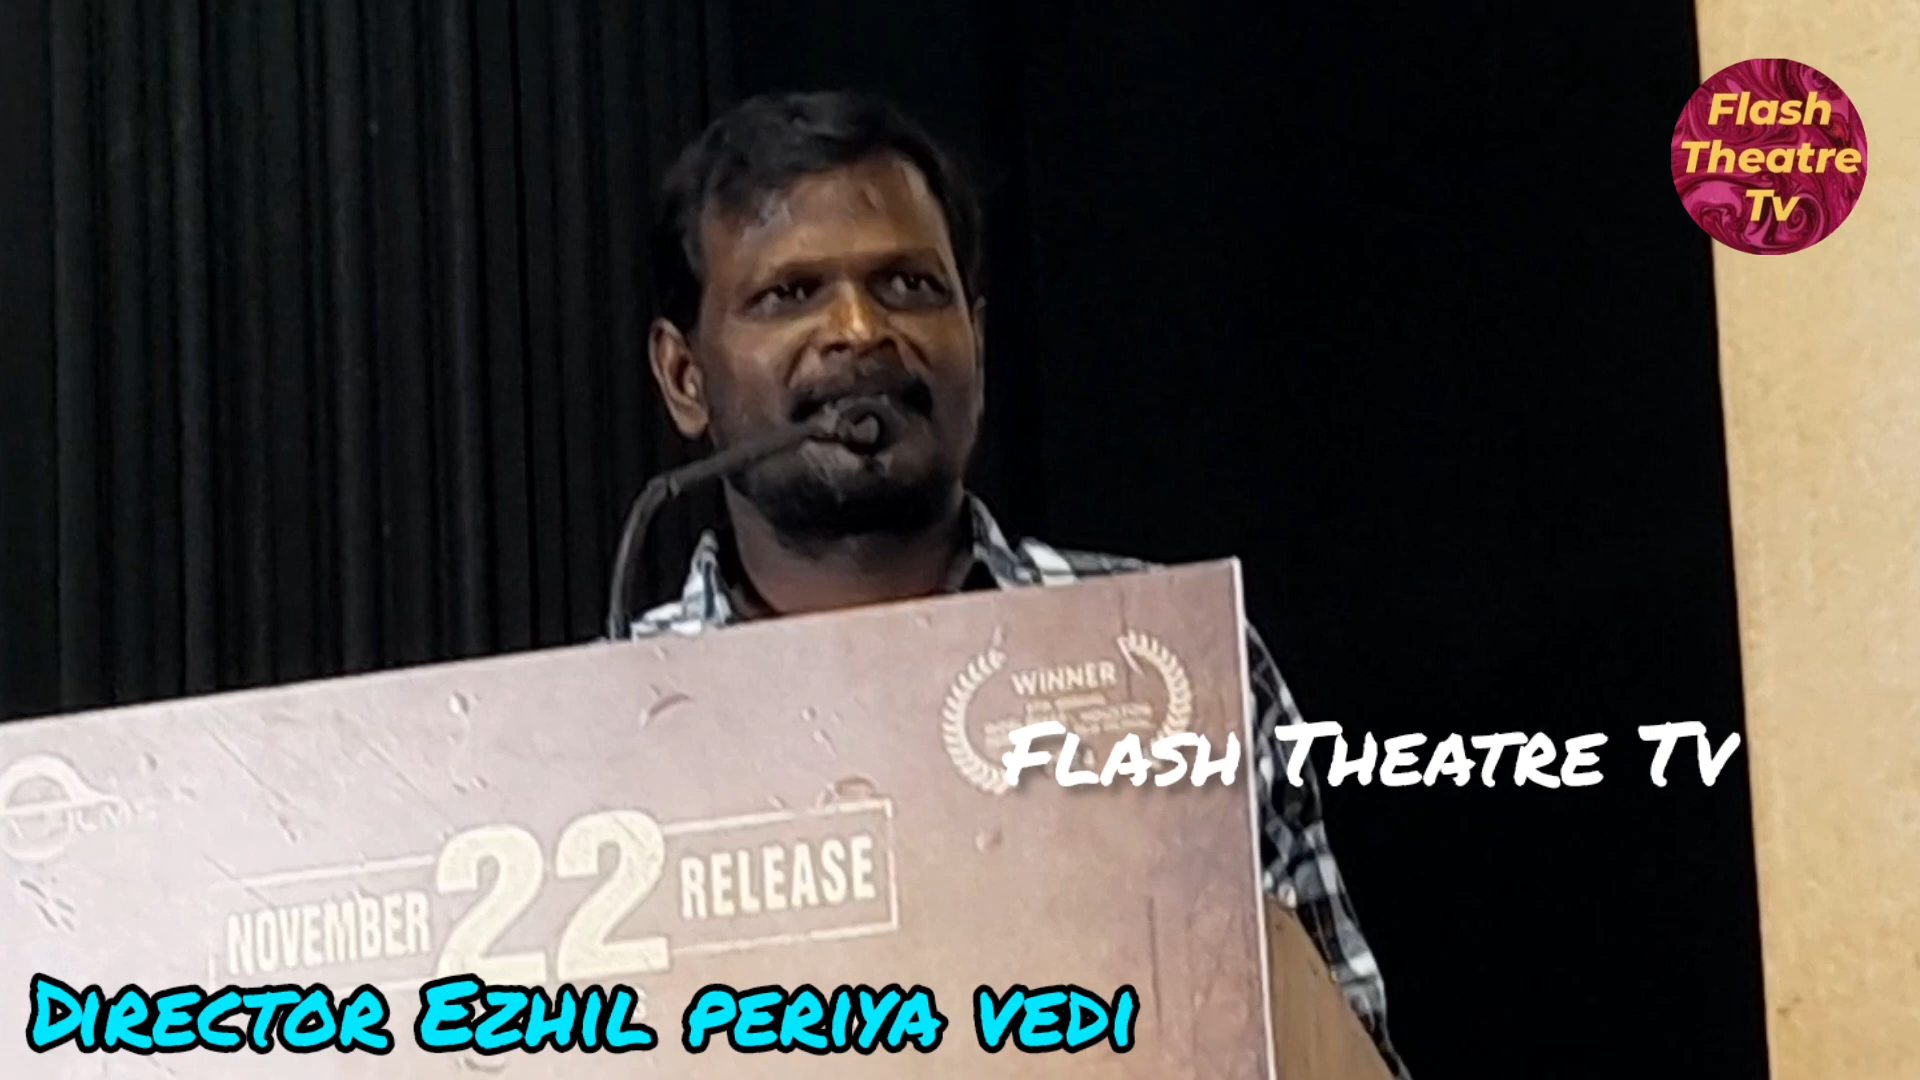 Flash
Theatre
Tv
WINNER
FLASH THEATRE TV
NOVEMBER 22 RELEASE
DIRECTOR EZHIL PERIYA VEDI